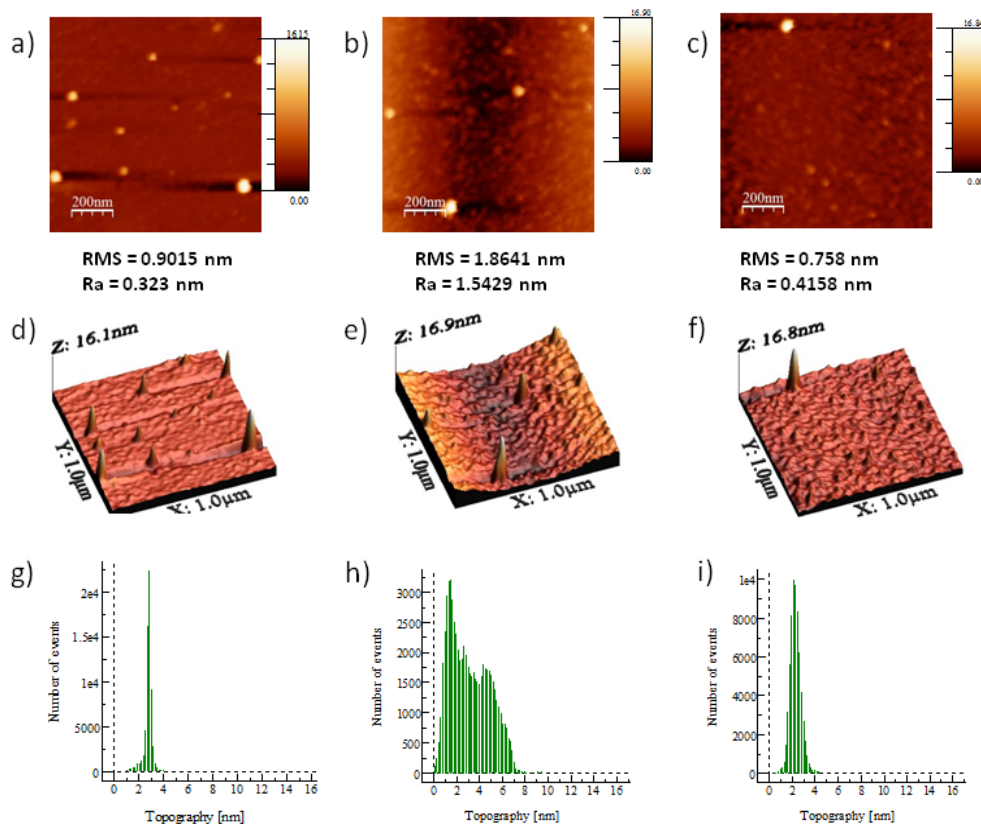 a)
1615
0.00
200nm
b)
16.90
0.00
200nm
c)
16.84
0.00
200nm
RMS = 0.9015 nm
Ra = 0.323 nm
RMS = 1.8641 nm
Ra = 1.5429 nm
RMS = 0.758 nm
Ra = 0.4158 nm
d)
Z: 16.1nm
Y: 1.0µm
X: 1.0µm
e)
Z: 16.9nm
Y: 1.0µm
X: 1.0µm
f)
Z: 16.8nm
Y: 1.0µm
X: 1.0µm
g)
Number of events
2e4
1.5e4
1e4
5000
0
0 2 4 6 8 10 12 14 16
Topography [nm]
h)
Number of events
3000
2500
2000
1500
1000
500
0
0 2 4 6 8 10 12 14 16
Topography [nm]
i)
Number of events
1e4
8000
6000
4000
2000
0
0 2 4 6 8 10 12 14 16
Topography [nm]